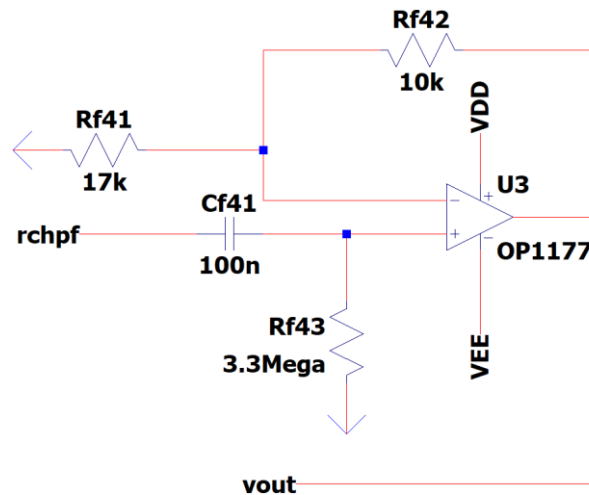 Rf42
10k
VDD
Rf41
17k
U3
Cf41
rchpf
100n
OP1177
Rf43
3.3Mega
VEE
vout